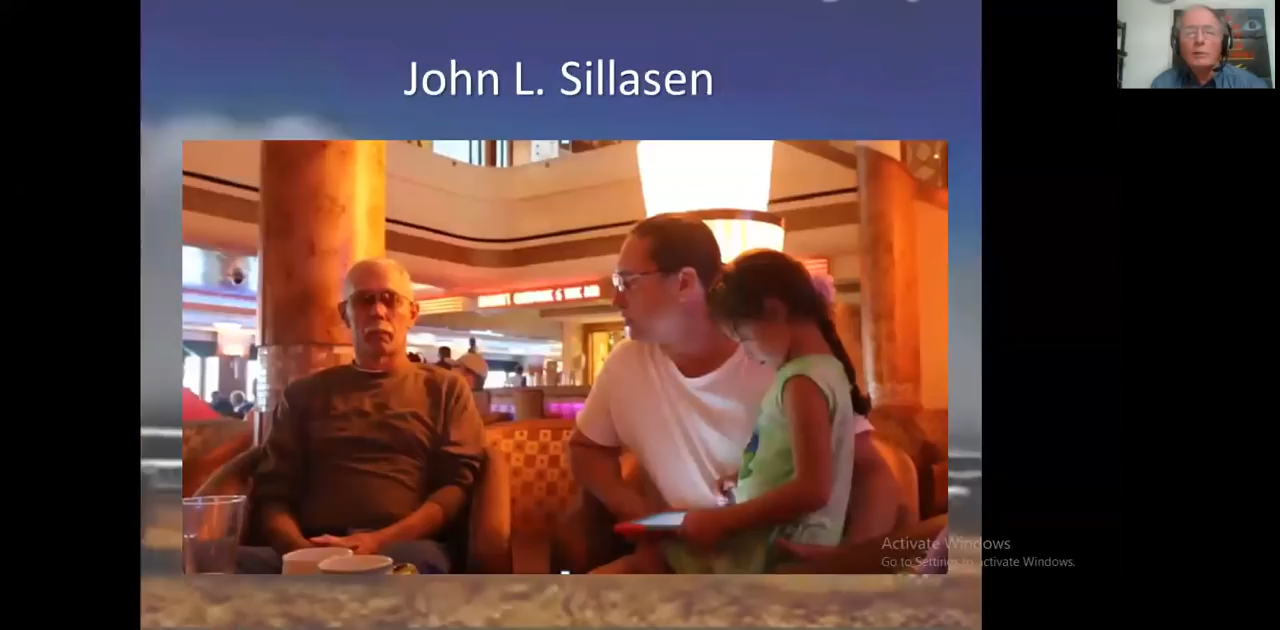 John L. Sillasen
Activate Windows
Go to Settings to activate Windows.